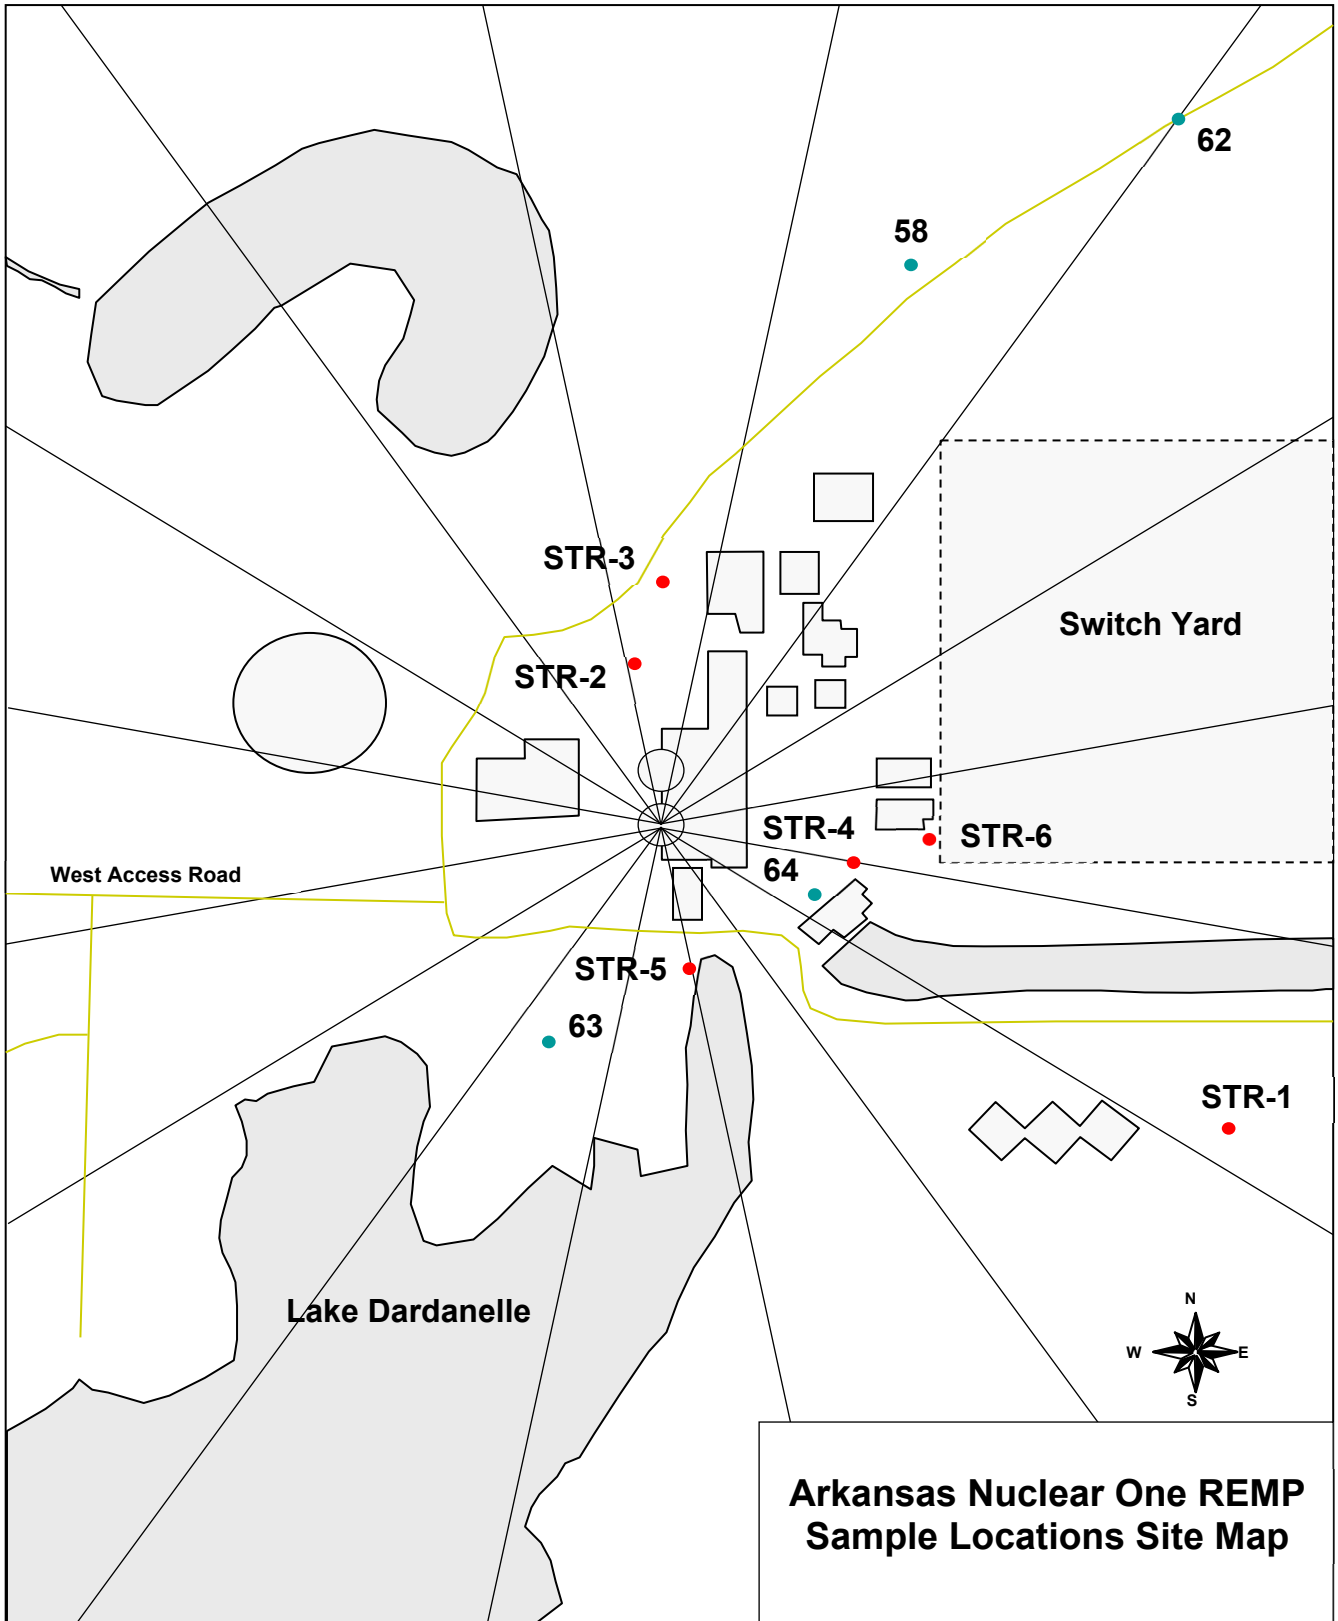 62
58
STR-3
Switch Yard
STR-2
STR-4
STR-6
64
West Access Road
STR-5
63
STR-1
Lake Dardanelle
N
W
E
S
Arkansas Nuclear One REMP
Sample Locations Site Map